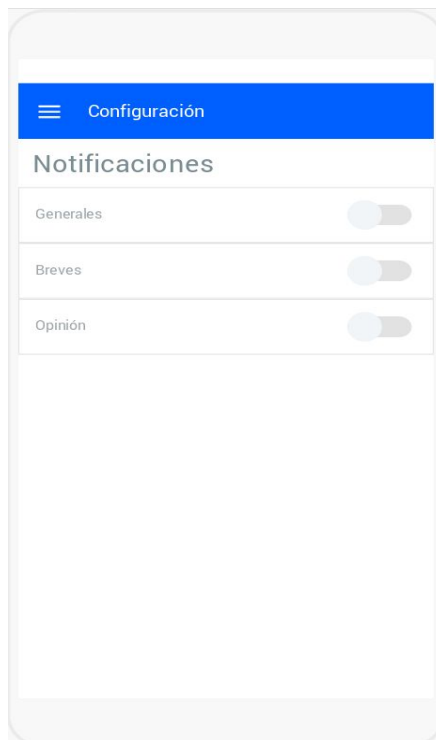 Configuración
Notificaciones
Generales
Breves
Opinión